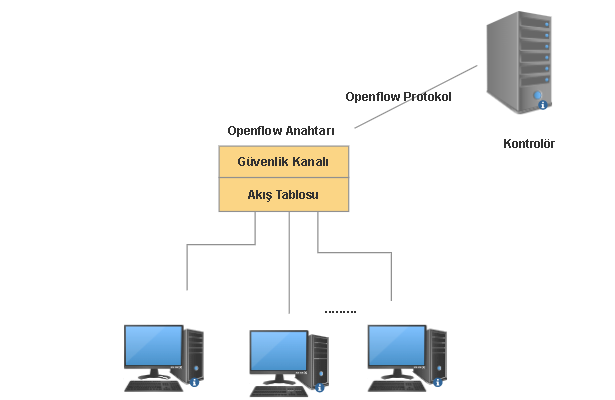 Openflow Protokol
Openflow Anahtarı
Kontrolör
Güvenlik Kanalı
Akış Tablosu
.........